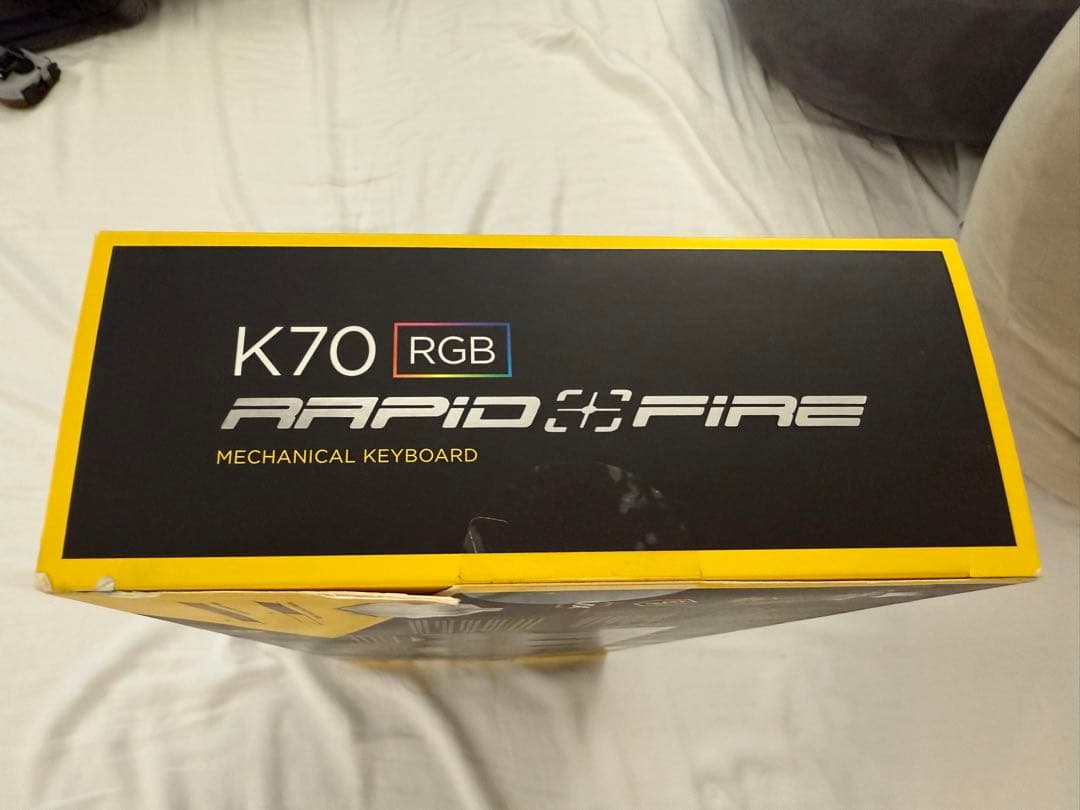 K70 RGB
RAPID FIRE
MECHANICAL KEYBOARD